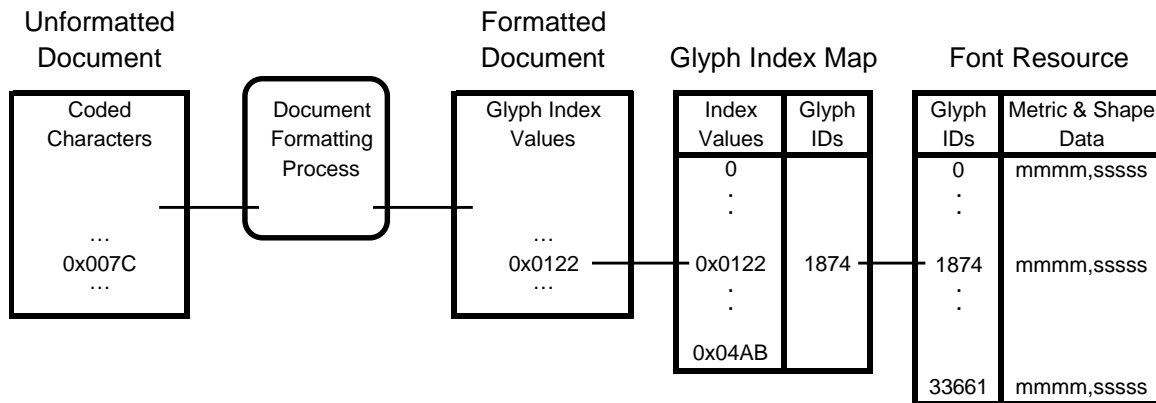 Unformatted
Document
Coded
Characters
…
0x007C
…
Document
Formatting
Process
Formatted
Document
Glyph Index
Values
…
0x0122
…
Glyph Index Map
Index
Values
Glyph
IDs
0
.
.
0x0122
1874
.
.
0x04AB
Font Resource
Glyph
IDs
Metric & Shape
Data
0
mmmm,sssss
.
.
1874
mmmm,sssss
.
.
33661
mmmm,sssss